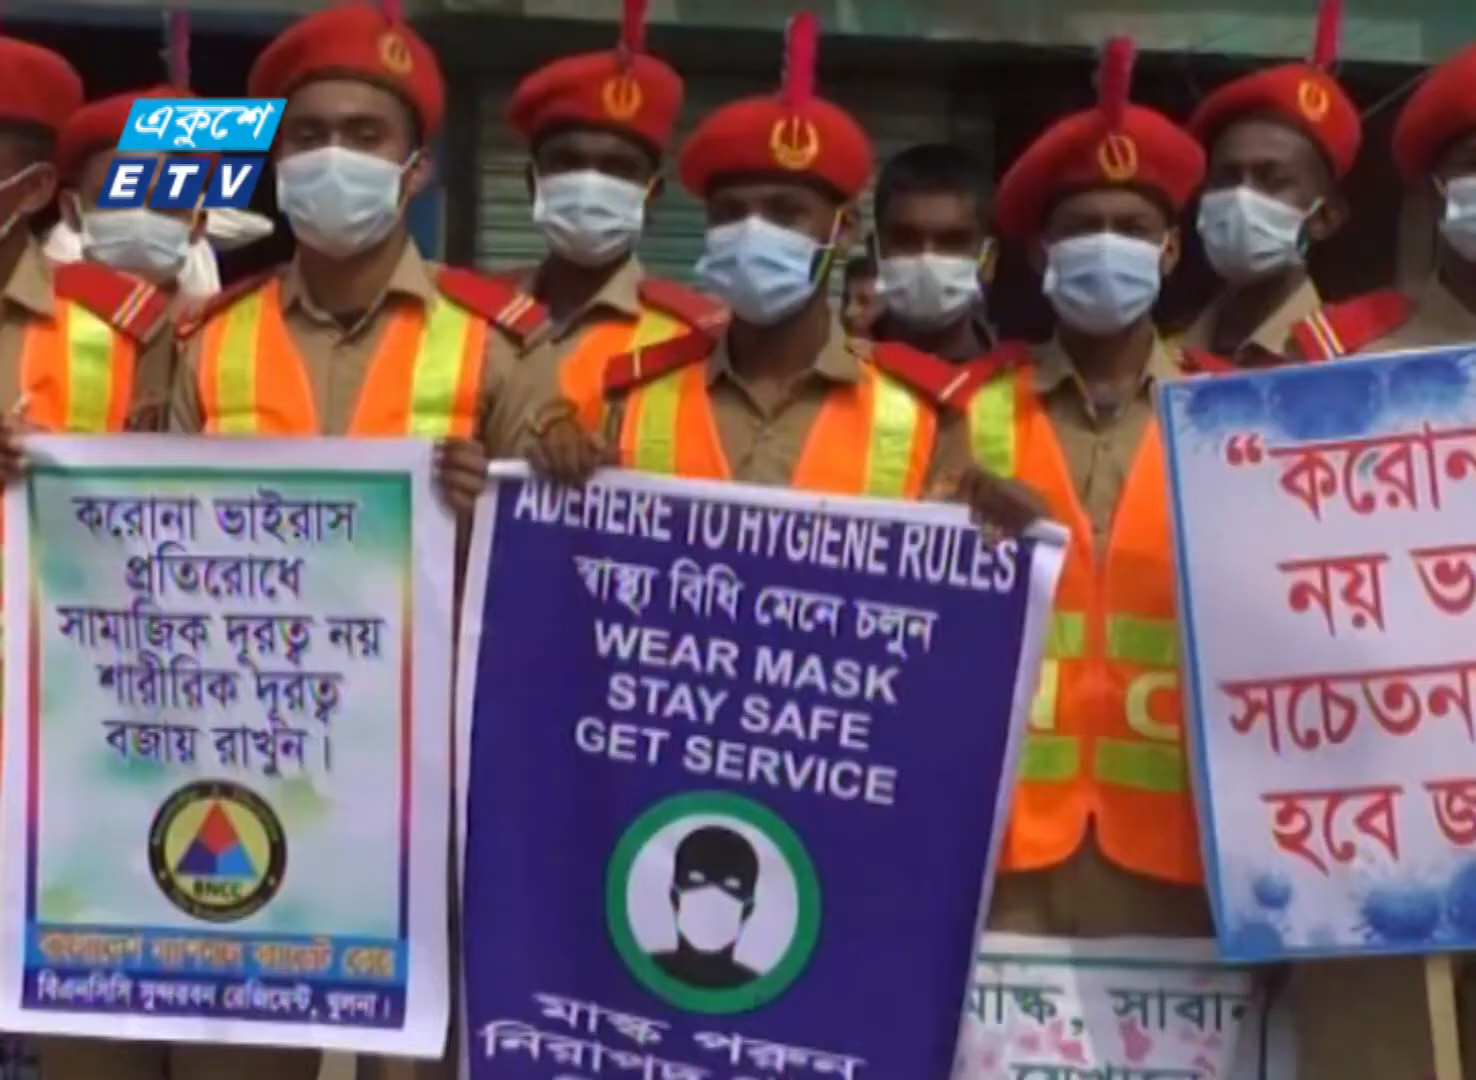 একুশে
ETV
করোনা ভাইরাস
প্রতিরোধে
সামাজিক দূরত্ব নয়
শারীরিক দূরত্ব
বজায় রাখুন।
BNCC
বিএনসিসি সুন্দরবন রেজিমেন্ট, খুলনা।
ADEHERE TO HYGIENE RULES
স্বাস্থ্য বিধি মেনে চলুন
WEAR MASK
STAY SAFE
GET SERVICE
মাস্ক পরুন
নিরাপদ
“করোন
নয় ভ
সচেতন
হবে জ
N C
মাস্ক, সাবান